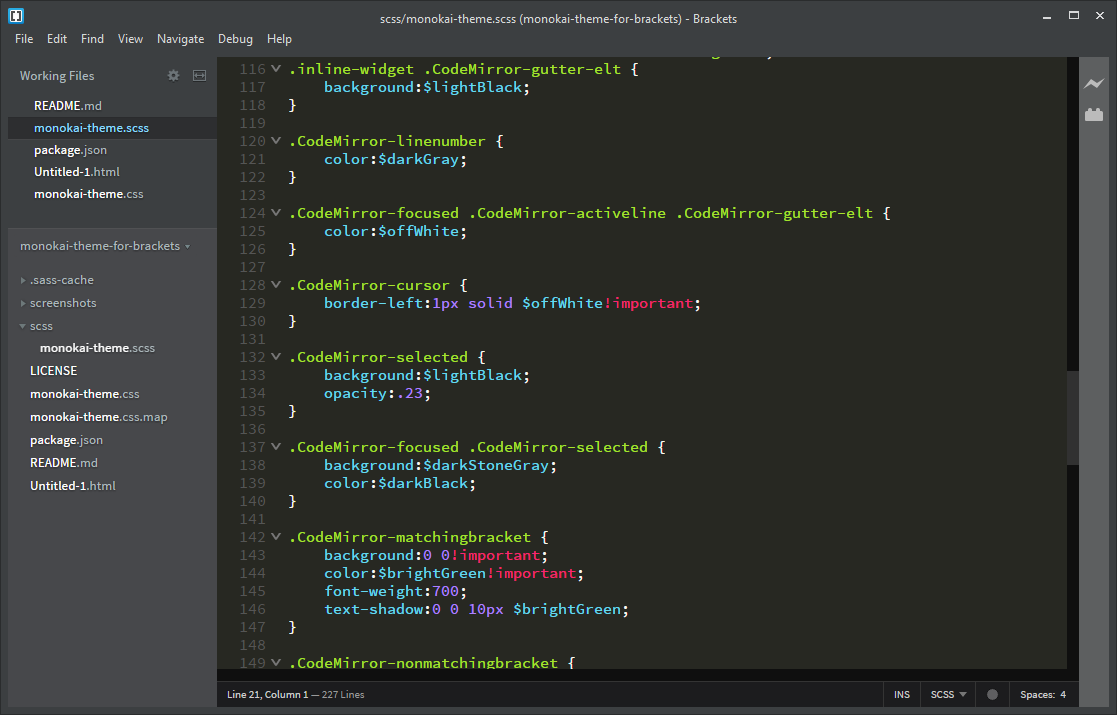 scss/monokai-theme.scss (monokai-theme-for-brackets) - Brackets
File Edit Find View Navigate Debug Help
Working Files
README.md
monokai-theme.scss
package.json
Untitled-1.html
monokai-theme.css
monokai-theme-for-brackets
.sass-cache
screenshots
scss
monokai-theme.scss
LICENSE
monokai-theme.css
monokai-theme.css.map
package.json
README.md
Untitled-1.html
116 .inline-widget .CodeMirror-gutter-elt {
117 background:$lightBlack;
118 }
119
120 .CodeMirror-linenumber {
121 color:$darkGray;
122 }
123
124 .CodeMirror-focused .CodeMirror-activeline .CodeMirror-gutter-elt {
125 color:$offWhite;
126 }
127
128 .CodeMirror-cursor {
129 border-left:1px solid $offWhite!important;
130 }
131
132 .CodeMirror-selected {
133 background:$lightBlack;
134 opacity:.23;
135 }
136
137 .CodeMirror-focused .CodeMirror-selected {
138 background:$darkStoneGray;
139 color:$darkBlack;
140 }
141
142 .CodeMirror-matchingbracket {
143 background:0 0!important;
144 color:$brightGreen!important;
145 font-weight:700;
146 text-shadow:0 0 10px $brightGreen;
147 }
148
149 .CodeMirror-nonmatchingbracket {
Line 21, Column 1 — 227 Lines
INS SCSS Spaces: 4